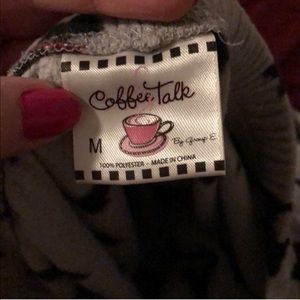 Coffee Talk
M
By Group E.
100% POLYESTER - MADE IN CHINA